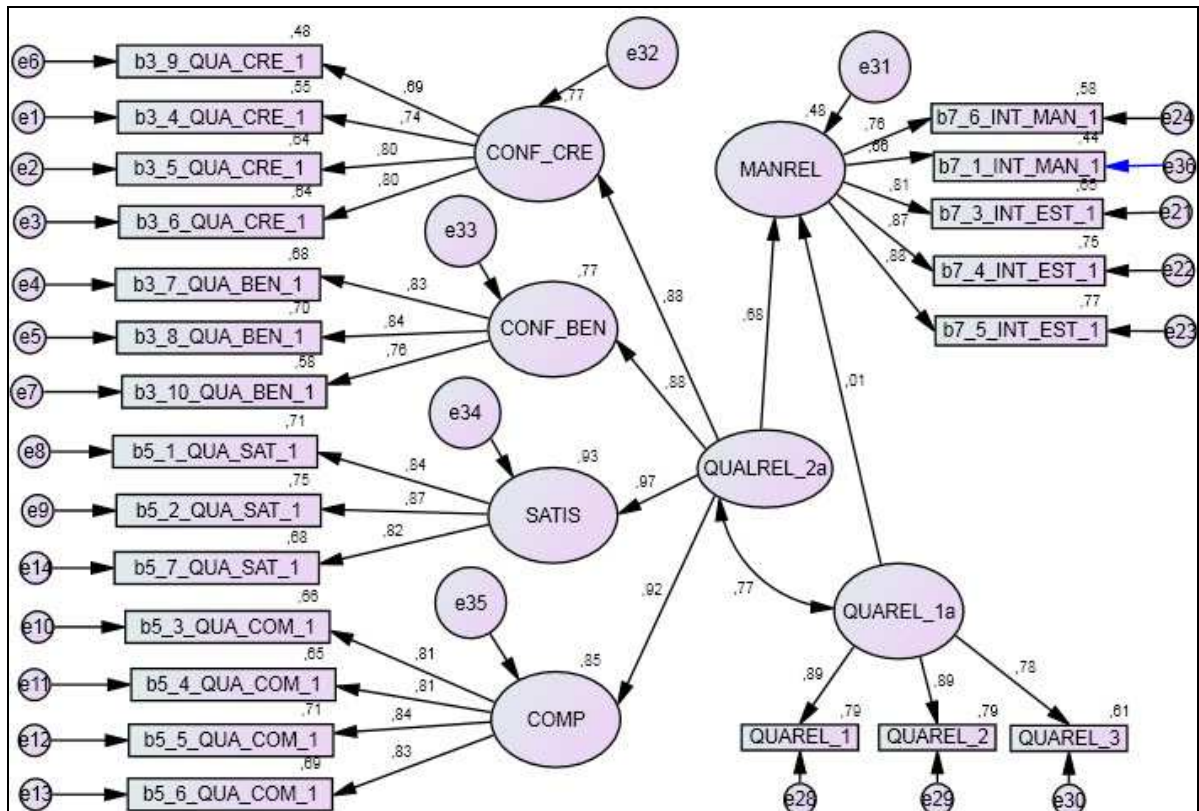 ,48
e6
b3_9_QUA_CRE_1
,69
,55
e1
b3_4_QUA_CRE_1
,74
,64
e2
b3_5_QUA_CRE_1
,80
,64
e3
b3_6_QUA_CRE_1
,80
e32
,77
CONF_CRE
e33
,68
e4
b3_7_QUA_BEN_1
,83
,70
e5
b3_8_QUA_BEN_1
,84
,58
e7
b3_10_QUA_BEN_1
,76
,77
CONF_BEN
e34
,71
e8
b5_1_QUA_SAT_1
,84
,75
e9
b5_2_QUA_SAT_1
,87
,68
e14
b5_7_QUA_SAT_1
,82
,93
SATIS
e35
,66
e10
b5_3_QUA_COM_1
,81
,65
e11
b5_4_QUA_COM_1
,81
,71
e12
b5_5_QUA_COM_1
,84
,69
e13
b5_6_QUA_COM_1
,83
,85
COMP
,88
,88
,97
,92
QUALREL_2a
,68
,77
,01
e31
,48
MANREL
,76
,58
b7_6_INT_MAN_1
e24
,66
,44
b7_1_INT_MAN_1
e36
,81
,65
b7_3_INT_EST_1
e21
,87
,75
b7_4_INT_EST_1
e22
,88
,77
b7_5_INT_EST_1
e23
QUAREL_1a
,89
,89
,78
,79
,79
,61
QUAREL_1
QUAREL_2
QUAREL_3
e28
e29
e30